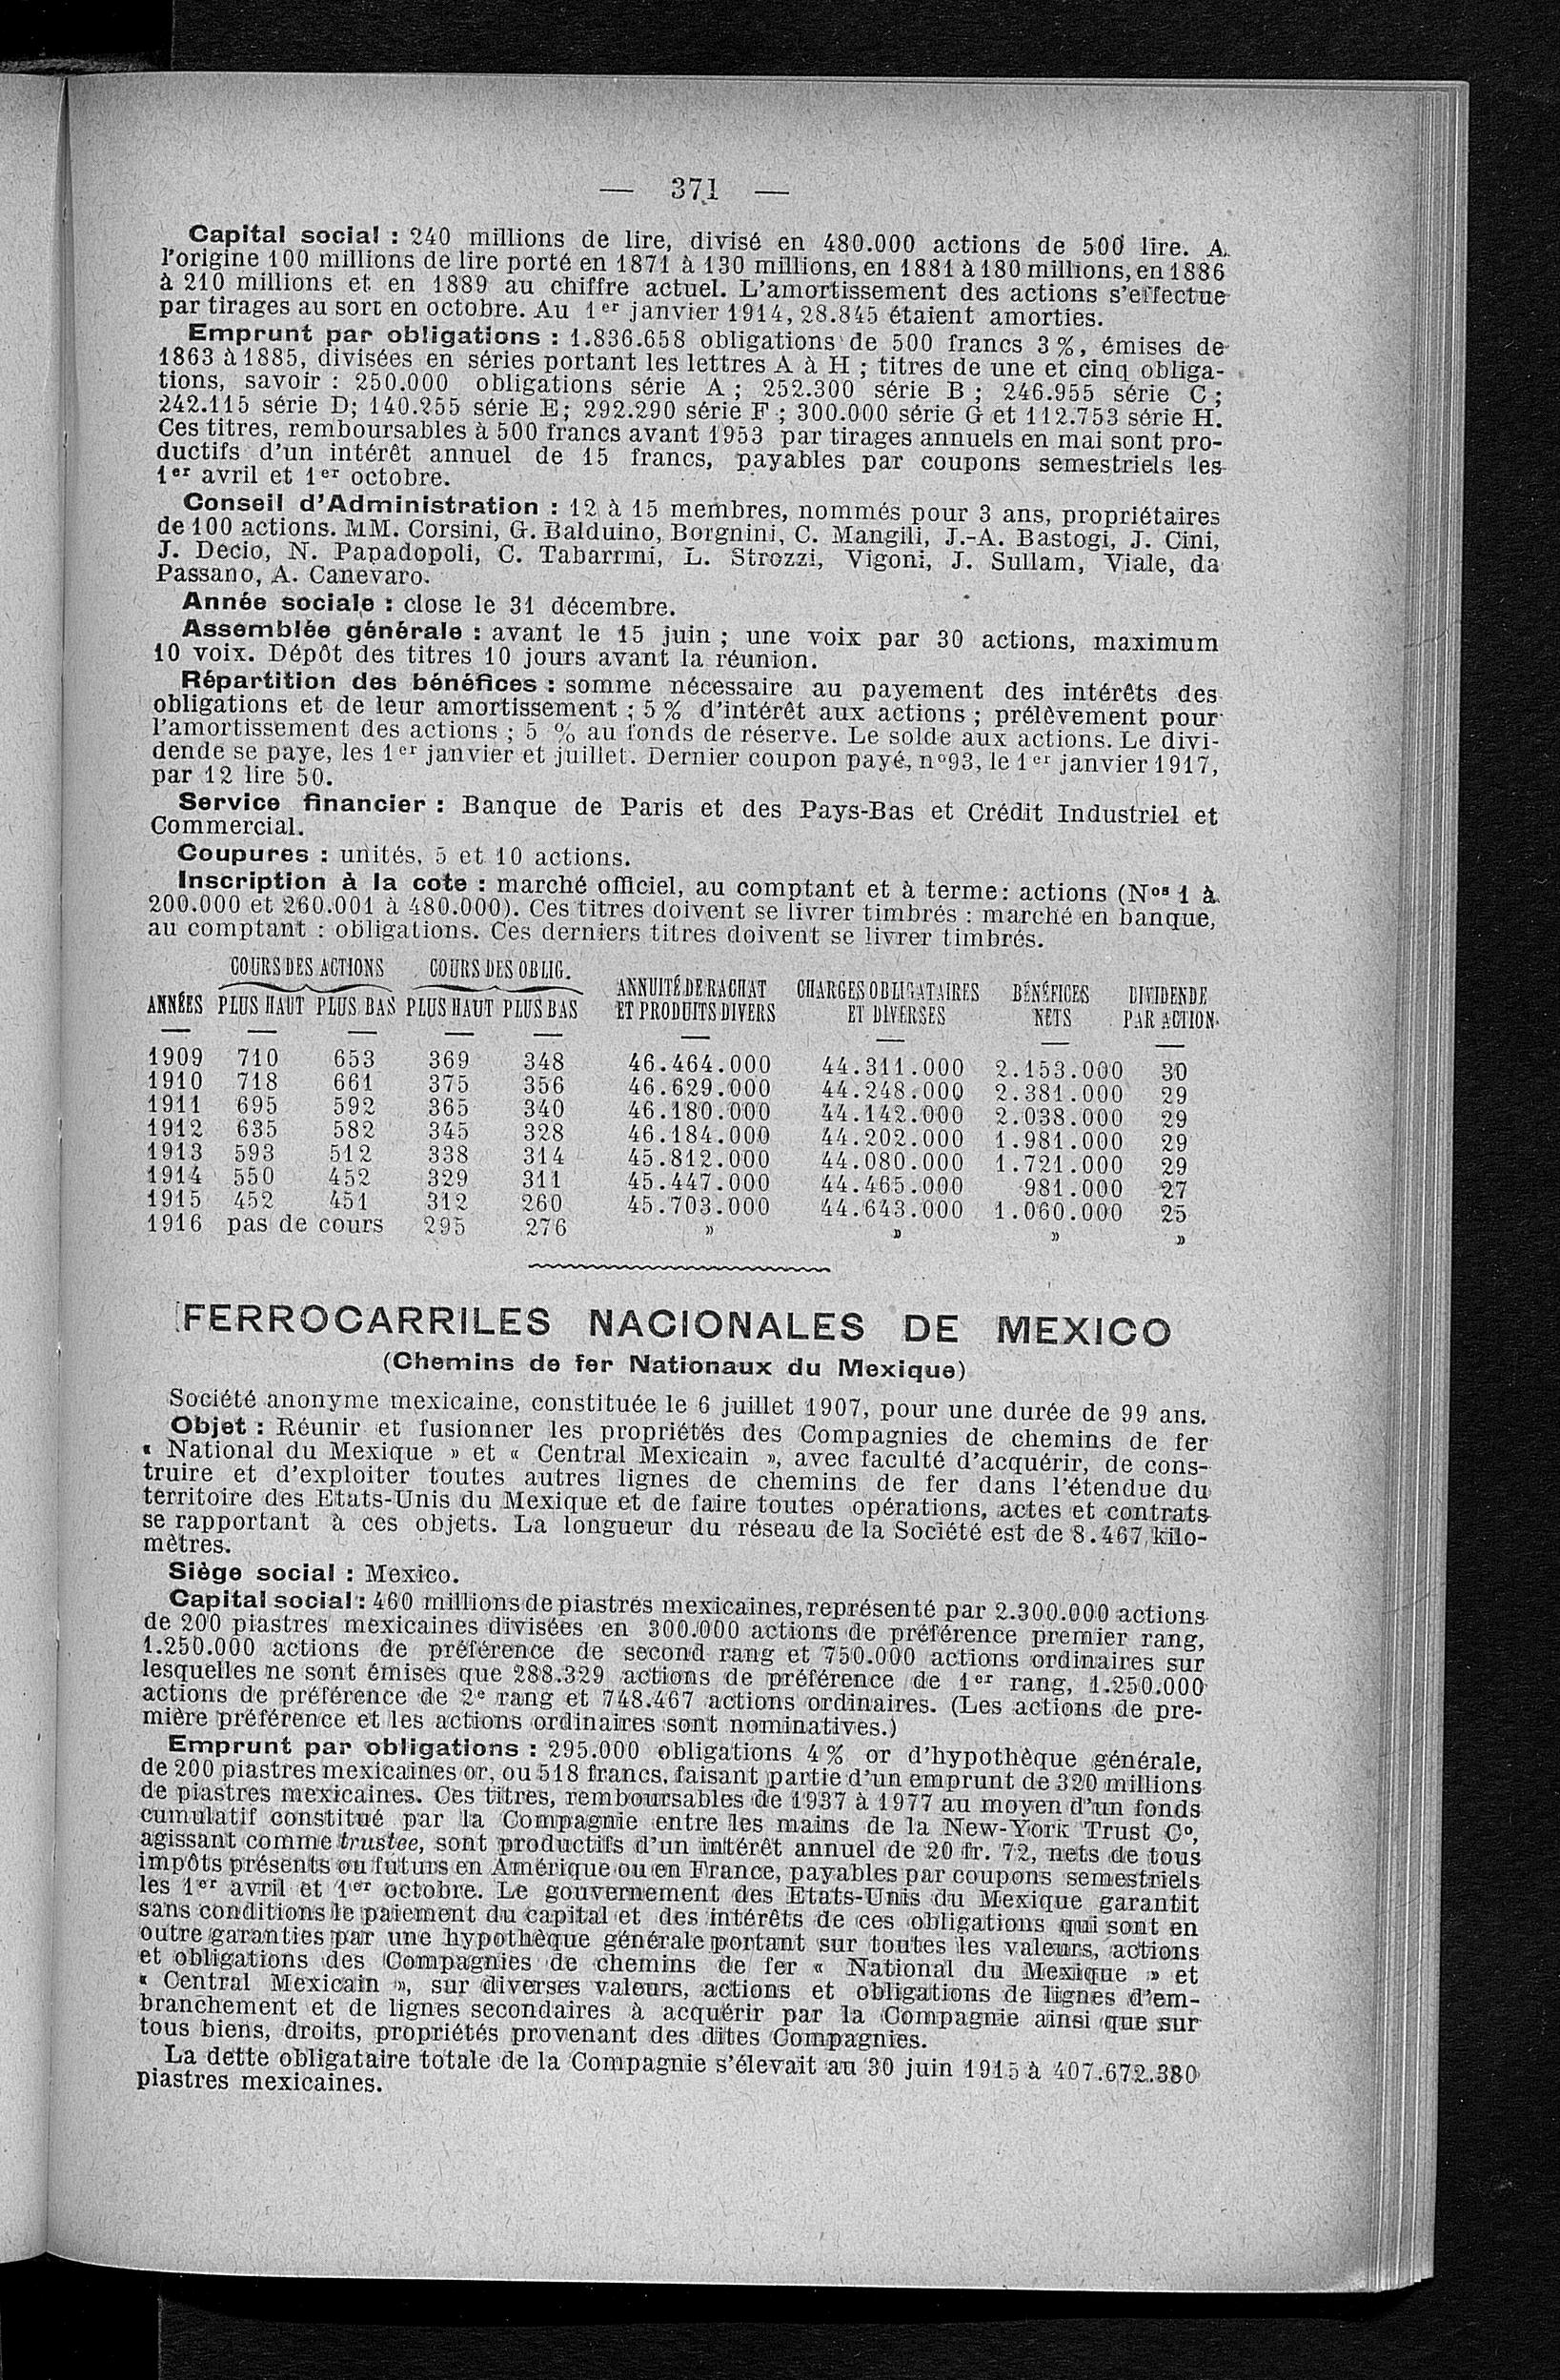 — 371 —
Capital social : 240 millions de lire, divisé en 480.000 actions de 500 lire. A
l'origine 100 millions de lire porté en 1871 à 130 millions, en 1881 à 180 millions, en 1886
à 210 millions et en 1889 au chiffre actuel. L'amortissement des actions s'effectue
par tirages au sort en octobre. Au 1er janvier 1914, 28.845 étaient amorties.
Emprunt par obligations : 1.836.658 obligations de 500 francs 3 %, émises de
1863 à 1885, divisées en séries portant les lettres A à H ; titres de une et cinq obliga-
tions, savoir : 250.000 obligations série A ; 252.300 série B ; 246.955 série C ;
242.115 série D; 140.255 série E; 292.290 série F ; 300.000 série G et 112.753 série H.
Ces titres, remboursables à 500 francs avant 1953 par tirages annuels en mai sont pro-
ductifs d'un intérêt annuel de 15 francs, payables par coupons semestriels les
1er avril et 1er octobre.
Conseil d'Administration : 12 à 15 membres, nommés pour 3 ans, propriétaires
de 100 actions. MM. Corsini, G. Balduino, Borgnini, C. Mangili, J.-A. Bastogi, J. Cini,
J. Decio, N. Papadopoli, C. Tabarrini, L. Strozzi, Vigoni, J. Sullam, Viale, da
Passano, A. Canevaro.
Année sociale : close le 31 décembre.
Assemblée générale : avant le 15 juin ; une voix par 30 actions, maximum
10 voix. Dépôt des titres 10 jours avant la réunion.
Répartition des bénéfices : somme nécessaire au payement des intérêts des
obligations et de leur amortissement ; 5 % d'intérêt aux actions ; prélèvement pour
l'amortissement des actions ; 5 % au fonds de réserve. Le solde aux actions. Le divi-
dende se paye, les 1er janvier et juillet. Dernier coupon payé, n°93, le 1er janvier 1917,
par 12 lire 50.
Service financier : Banque de Paris et des Pays-Bas et Crédit Industriel et
Commercial.
Coupures : unités, 5 et 10 actions.
Inscription à la cote : marché officiel, au comptant et à terme: actions (Nos 1 à
200.000 et 260.001 à 480.000). Ces titres doivent se livrer timbrés : marché en banque,
au comptant : obligations. Ces derniers titres doivent se livrer timbrés.
COURS DES ACTIONS COURS DES OBLIG. ANNUITÉ DE RACHAT CHARGES OBLIGATAIRES BÉNÉFICES DIVIDENDE
ANNÉES PLUS HAUT PLUS BAS PLUS HAUT PLUS BAS ET PRODUITS DIVERS ET DIVERSES NETS PAR ACTION
1909 710 653 369 348 46.464.000 44.311.000 2.153.000 30
1910 718 661 375 356 46.629.000 44.248.000 2.381.000 29
1911 695 592 365 340 46.180.000 44.142.000 2.038.000 29
1912 635 582 345 328 46.184.000 44.202.000 1.981.000 29
1913 593 512 338 314 45.812.000 44.080.000 1.721.000 29
1914 550 452 329 311 45.447.000 44.465.000 981.000 27
1915 452 451 312 260 45.703.000 44.643.000 1.060.000 25
1916 pas de cours 295 276 » » » »
FERROCARRILES NACIONALES DE MEXICO
(Chemins de fer Nationaux du Mexique)
Société anonyme mexicaine, constituée le 6 juillet 1907, pour une durée de 99 ans.
Objet : Réunir et fusionner les propriétés des Compagnies de chemins de fer
« National du Mexique » et « Central Mexicain », avec faculté d'acquérir, de cons-
truire et d'exploiter toutes autres lignes de chemins de fer dans l'étendue du
territoire des Etats-Unis du Mexique et de faire toutes opérations, actes et contrats
se rapportant à ces objets. La longueur du réseau de la Société est de 8.467 kilo-
mètres.
Siège social : Mexico.
Capital social : 460 millions de piastres mexicaines, représenté par 2.300.000 actions
de 200 piastres mexicaines divisées en 300.000 actions de préférence premier rang,
1.250.000 actions de préférence de second rang et 750.000 actions ordinaires sur
lesquelles ne sont émises que 288.329 actions de préférence de 1er rang, 1.250.000
actions de préférence de 2e rang et 748.467 actions ordinaires. (Les actions de pre-
mière préférence et les actions ordinaires sont nominatives.)
Emprunt par obligations : 295.000 obligations 4 % or d'hypothèque générale,
de 200 piastres mexicaines or, ou 518 francs, faisant partie d'un emprunt de 320 millions
de piastres mexicaines. Ces titres, remboursables de 1937 à 1977 au moyen d'un fonds
cumulatif constitué par la Compagnie entre les mains de la New-York Trust Co,
agissant comme trustee, sont productifs d'un intérêt annuel de 20 fr. 72, nets de tous
impôts présents ou futurs en Amérique ou en France, payables par coupons semestriels
les 1er avril et 1er octobre. Le gouvernement des Etats-Unis du Mexique garantit
sans conditions le paiement du capital et des intérêts de ces obligations qui sont en
outre garanties par une hypothèque générale portant sur toutes les valeurs, actions
et obligations des Compagnies de chemins de fer « National du Mexique » et
« Central Mexicain », sur diverses valeurs, actions et obligations de lignes d'em-
branchement et de lignes secondaires à acquérir par la Compagnie ainsi que sur
tous biens, droits, propriétés provenant des dites Compagnies.
La dette obligataire totale de la Compagnie s'élevait au 30 juin 1915 à 407.672.380
piastres mexicaines.